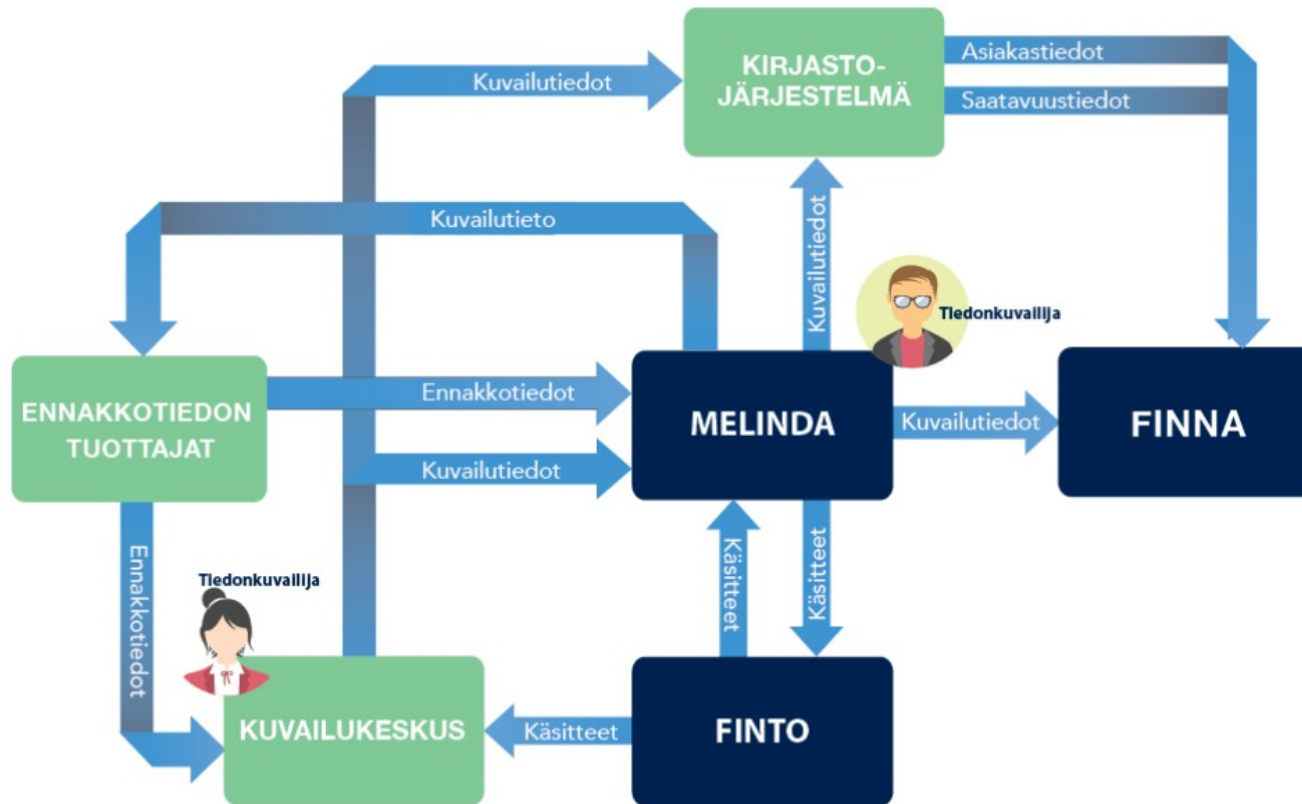 KIRJASTO-
JÄRJESTELMÄ
Asiakastiedot
Saatavuustiedot
Kuvailutiedot
Kuvailutieto
Kuvailutiedot
Tiedonkuvailija
ENNAKKOTIEDON
TUOTTAJAT
Ennakkotiedot
Kuvailutiedot
MELINDA
Kuvailutiedot
FINNA
Ennakkotiedot
Tiedonkuvailija
Käsitteet
Käsitteet
KUVAILUKESKUS
Käsitteet
FINTO